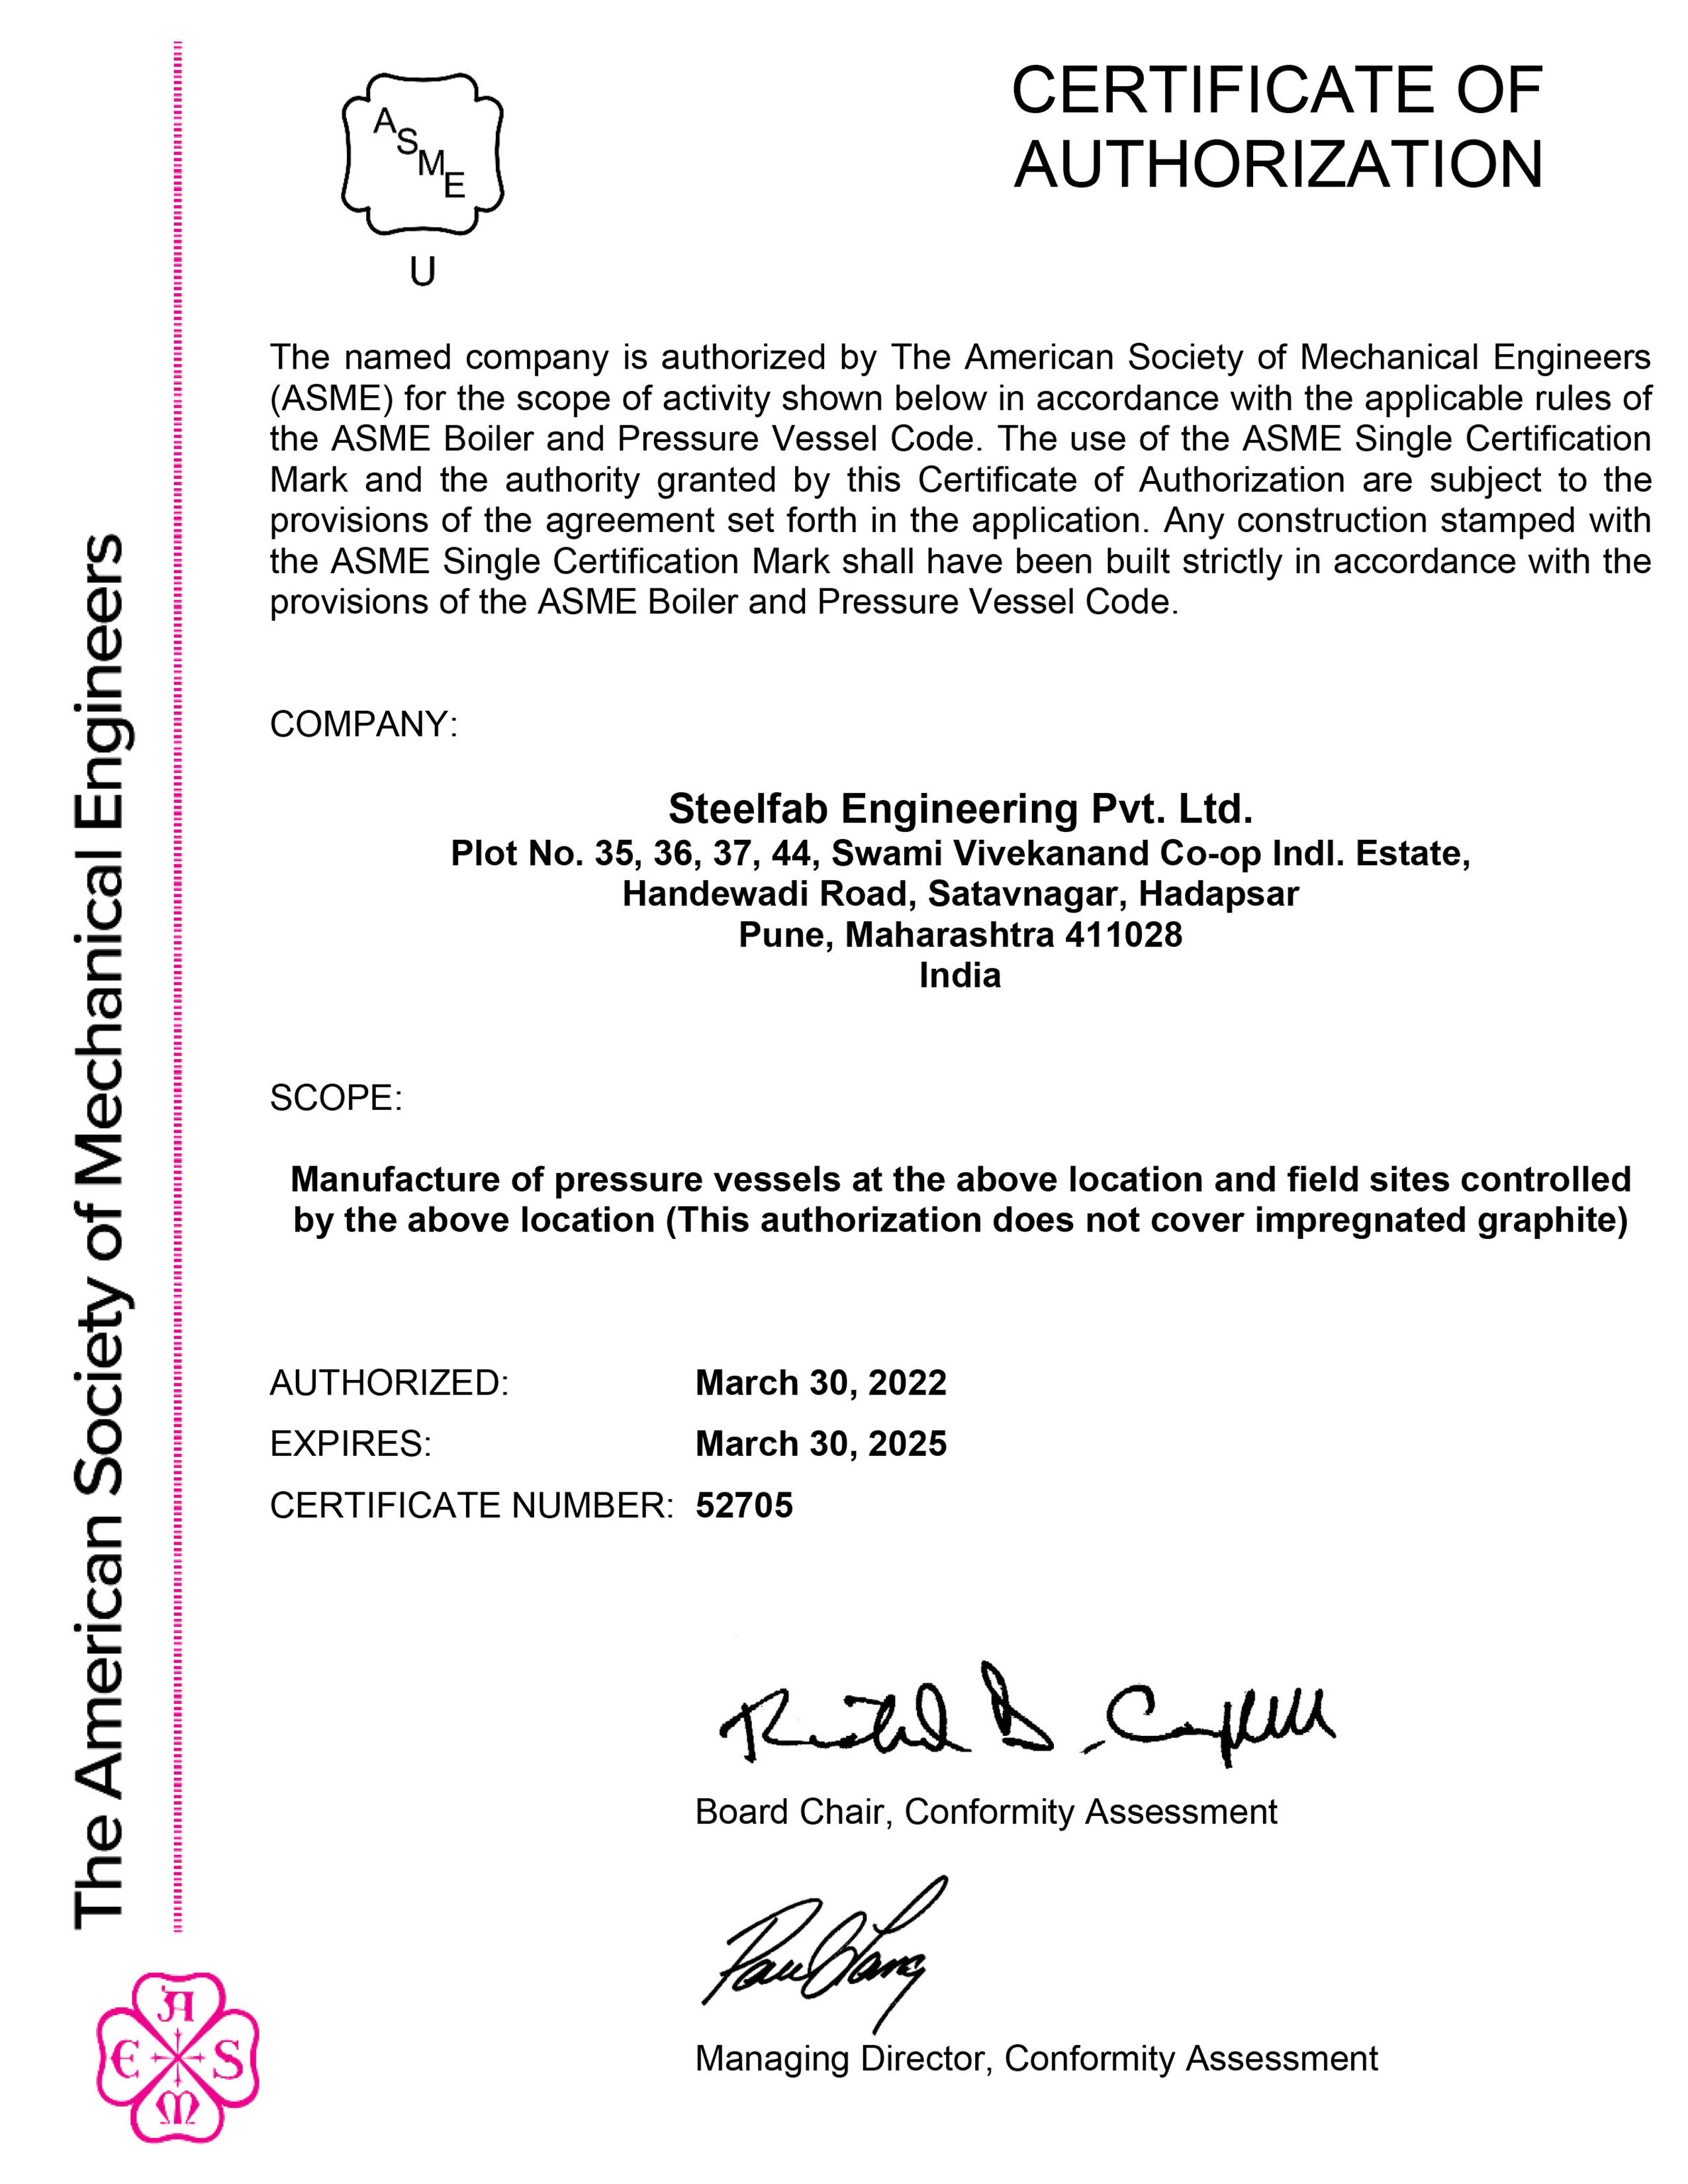 CERTIFICATE OF
AUTHORIZATION
ASME
U
The named company is authorized by The American Society of Mechanical Engineers
(ASME) for the scope of activity shown below in accordance with the applicable rules of
the ASME Boiler and Pressure Vessel Code. The use of the ASME Single Certification
Mark and the authority granted by this Certificate of Authorization are subject to the
provisions of the agreement set forth in the application. Any construction stamped with
the ASME Single Certification Mark shall have been built strictly in accordance with the
provisions of the ASME Boiler and Pressure Vessel Code.
COMPANY:
Steelfab Engineering Pvt. Ltd.
Plot No. 35, 36, 37, 44, Swami Vivekanand Co-op Indl. Estate,
Handewadi Road, Satavnagar, Hadapsar
Pune, Maharashtra 411028
India
SCOPE:
Manufacture of pressure vessels at the above location and field sites controlled
by the above location (This authorization does not cover impregnated graphite)
AUTHORIZED: March 30, 2022
EXPIRES: March 30, 2025
CERTIFICATE NUMBER: 52705
Board Chair, Conformity Assessment
Managing Director, Conformity Assessment
The American Society of Mechanical Engineers
ASME